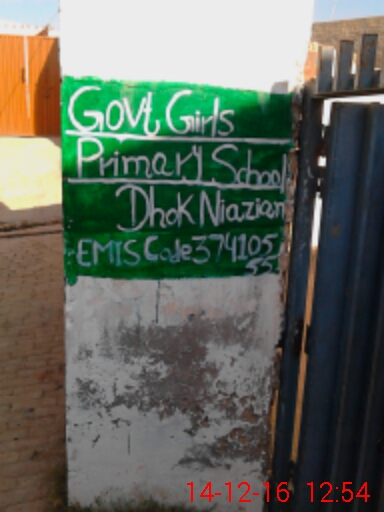 Govt Girls
Primary School
Dhok Niazian
EMIS Code 374105
55
14-12-16 12:54